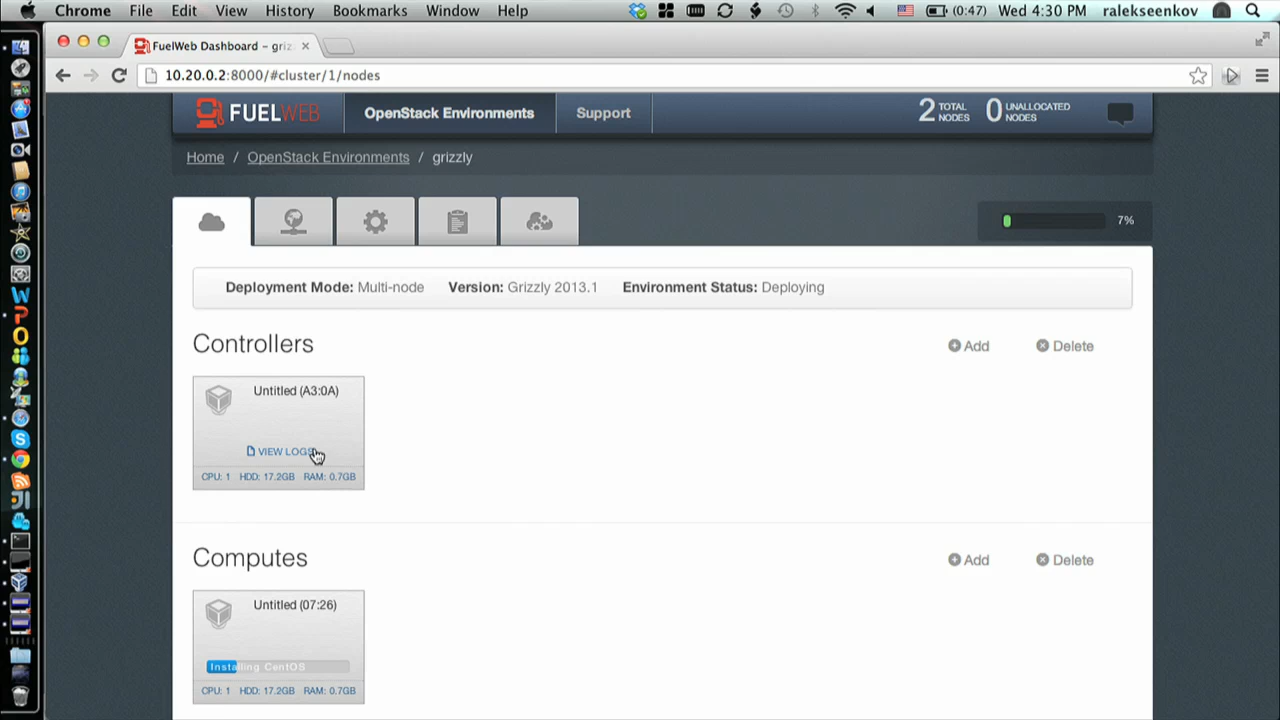 Chrome File Edit View History Bookmarks Window Help (0:47) Wed 4:30 PM ralekseenkov
FuelWeb Dashboard – griz
10.20.0.2:8000/#cluster/1/nodes
FUELWEB OpenStack Environments Support 2 TOTAL NODES 0 UNALLOCATED NODES
Home / OpenStack Environments / grizzly
7%
Deployment Mode: Multi-node Version: Grizzly 2013.1 Environment Status: Deploying
Controllers Add Delete
Untitled (A3:0A)
VIEW LOGS
CPU: 1 HDD: 17.2GB RAM: 0.7GB
Computes Add Delete
Untitled (07:26)
Installing CentOS
CPU: 1 HDD: 17.2GB RAM: 0.7GB